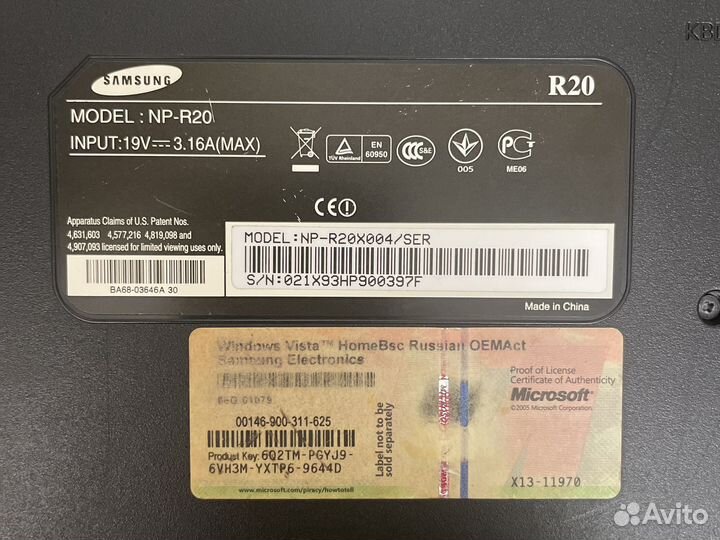 KBI
SAMSUNG
R20
MODEL : NP-R20
INPUT:19V 3.16A(MAX)
TÜV Rheinland
EN
60950
CCC S&E
005
ME06
Apparatus Claims of U.S. Patent Nos.
4,631,603 4,577,216 4,819,098 and
4,907,093 licensed for limited viewing uses only.
BA68-03646A 30
CE
MODEL:NP-R20X004/SER
S/N:021X93HP900397F
Made in China
Windows Vista™ HomeBsc Russian OEMAct
Samsung Electronics
01079
00146-900-311-625
Product Key: 6Q2TM-PGYJ9-
6VH3M-YXTP6-9644D
www.microsoft.com/piracy/howtotell
Label not to be
sold separately
Proof of License
Certificate of Authenticity
Microsoft®
©2005 Microsoft Corporation.
X13-11970
Avito